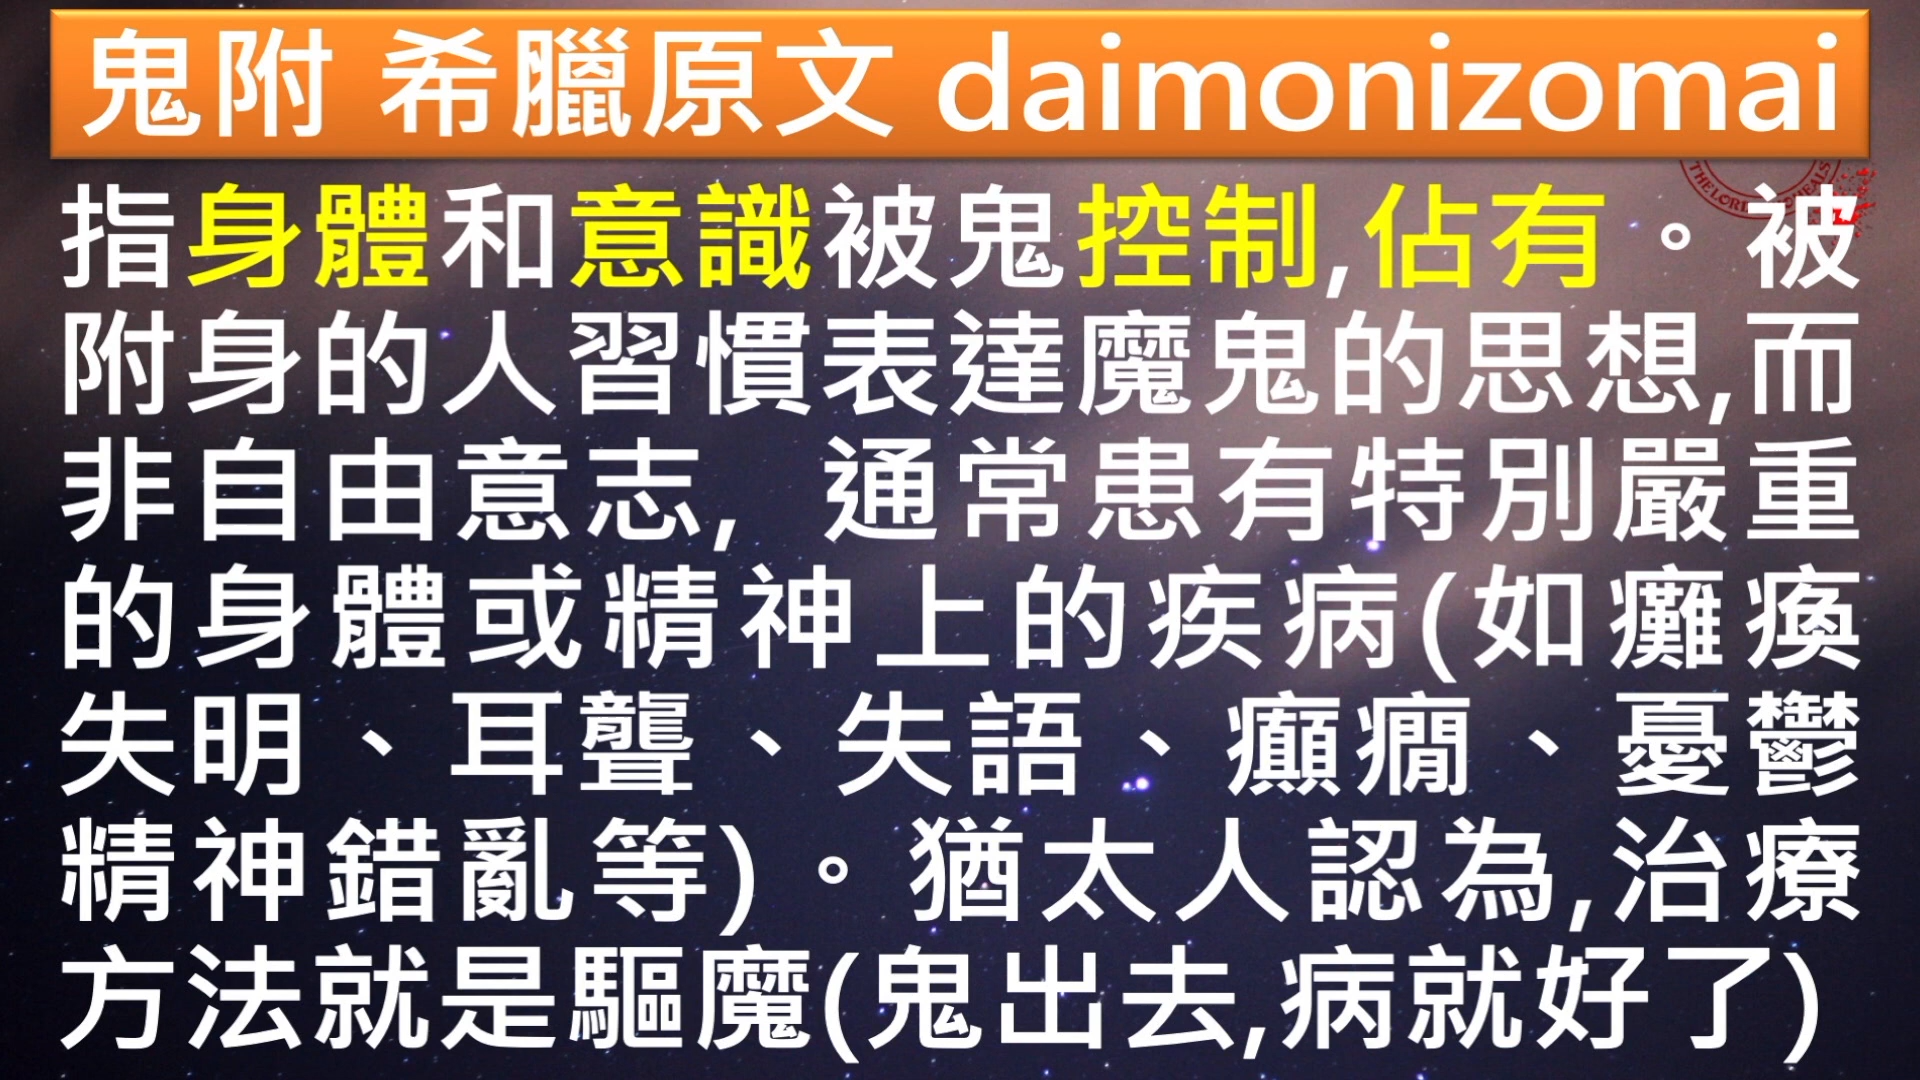 鬼附 希臘原文 daimonizomai
指身體和意識被鬼控制,佔有。被
附身的人習慣表達魔鬼的思想,而
非自由意志, 通常患有特別嚴重
的身體或精神上的疾病(如癱瘓
失明、耳聾、失語、癲癇、憂鬱
精神錯亂等)。猶太人認為,治療
方法就是驅魔(鬼出去,病就好了)
THE LORD
HEALS